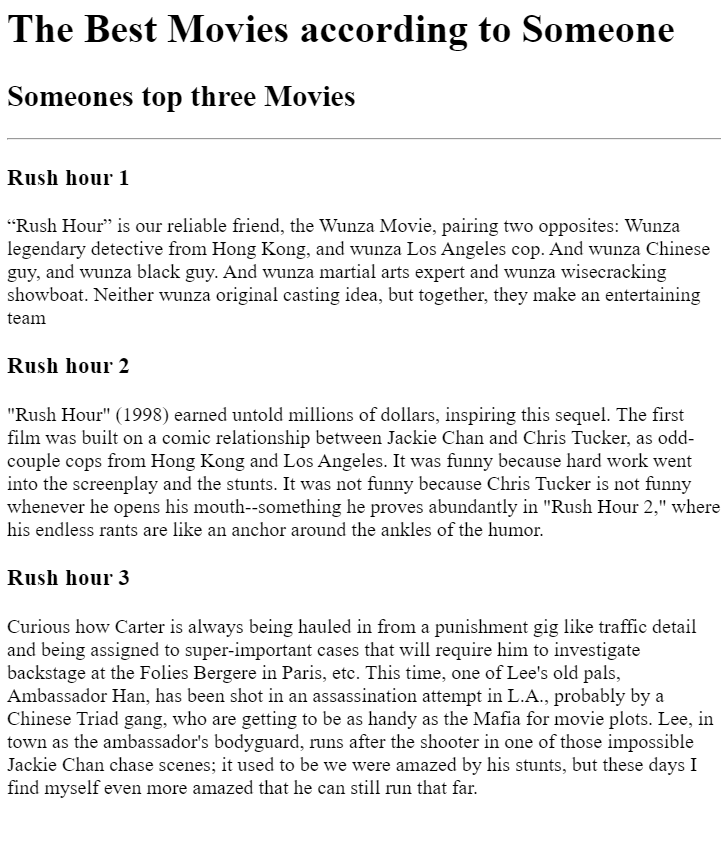 The Best Movies according to Someone
Someones top three Movies
Rush hour 1
“Rush Hour” is our reliable friend, the Wunza Movie, pairing two opposites: Wunza
legendary detective from Hong Kong, and wunza Los Angeles cop. And wunza Chinese
guy, and wunza black guy. And wunza martial arts expert and wunza wisecracking
showboat. Neither wunza original casting idea, but together, they make an entertaining
team
Rush hour 2
"Rush Hour" (1998) earned untold millions of dollars, inspiring this sequel. The first
film was built on a comic relationship between Jackie Chan and Chris Tucker, as odd-
couple cops from Hong Kong and Los Angeles. It was funny because hard work went
into the screenplay and the stunts. It was not funny because Chris Tucker is not funny
whenever he opens his mouth--something he proves abundantly in "Rush Hour 2," where
his endless rants are like an anchor around the ankles of the humor.
Rush hour 3
Curious how Carter is always being hauled in from a punishment gig like traffic detail
and being assigned to super-important cases that will require him to investigate
backstage at the Folies Bergere in Paris, etc. This time, one of Lee's old pals,
Ambassador Han, has been shot in an assassination attempt in L.A., probably by a
Chinese Triad gang, who are getting to be as handy as the Mafia for movie plots. Lee, in
town as the ambassador's bodyguard, runs after the shooter in one of those impossible
Jackie Chan chase scenes; it used to be we were amazed by his stunts, but these days I
find myself even more amazed that he can still run that far.